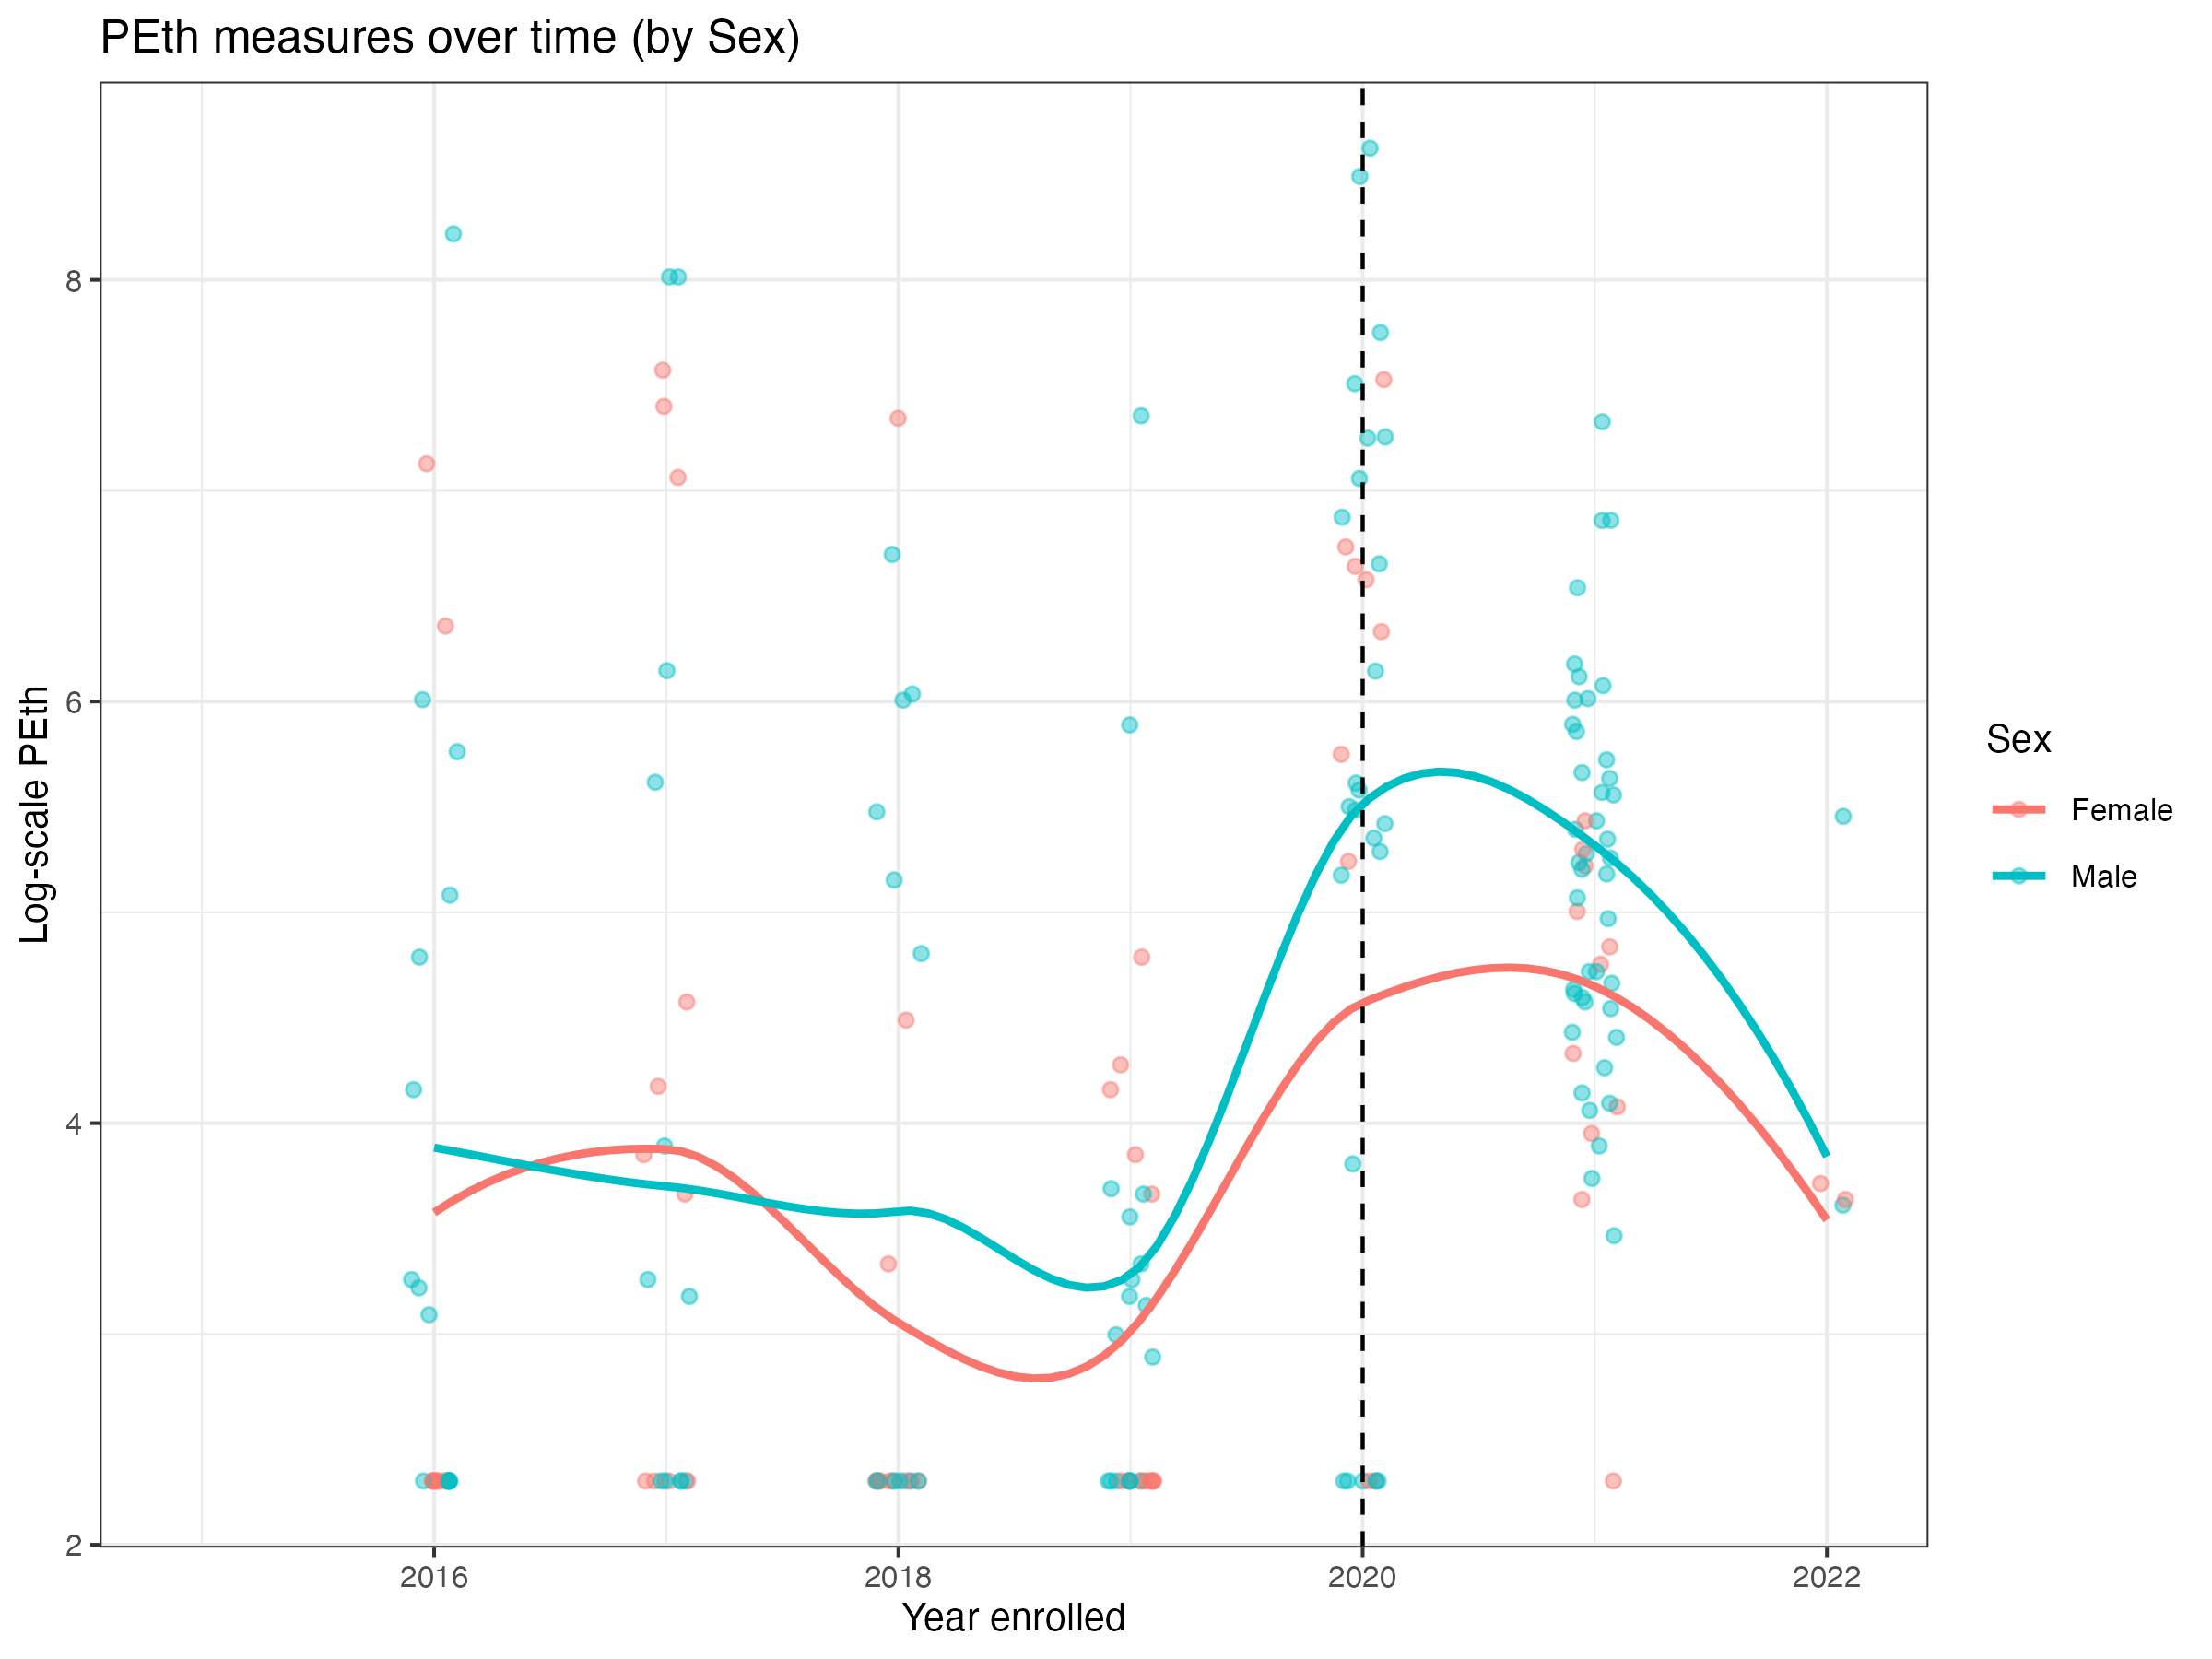 PEth measures over time (by Sex)
Log-scale PEth
8
6
4
2
2016
2018
2020
2022
Year enrolled
Sex
Female
Male